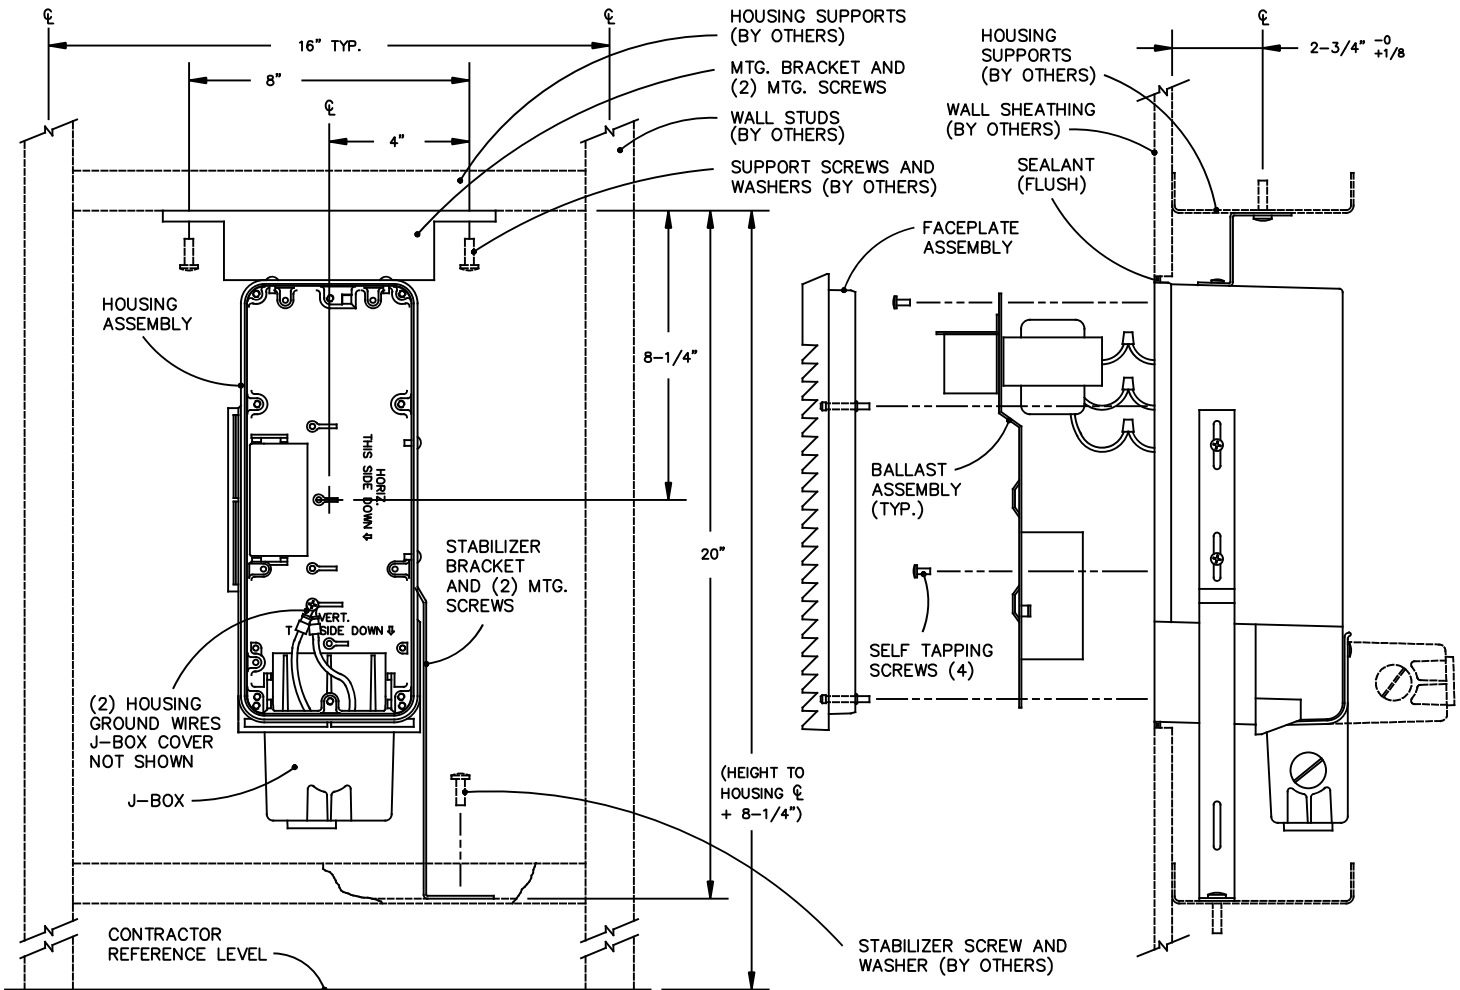 ℄
16" TYP.
℄
8"
℄
4"
HOUSING SUPPORTS
(BY OTHERS)
MTG. BRACKET AND
(2) MTG. SCREWS
WALL STUDS
(BY OTHERS)
SUPPORT SCREWS AND
WASHERS (BY OTHERS)
HOUSING
SUPPORTS
(BY OTHERS)
℄
2-3/4" -0
+1/8
WALL SHEATHING
(BY OTHERS)
SEALANT
(FLUSH)
FACEPLATE
ASSEMBLY
HOUSING
ASSEMBLY
8-1/4"
HORIZ.
THIS SIDE DOWN ⇩
BALLAST
ASSEMBLY
(TYP.)
STABILIZER
BRACKET
AND (2) MTG.
SCREWS
20"
VERT.
T SIDE DOWN ⇩
SELF TAPPING
SCREWS (4)
(2) HOUSING
GROUND WIRES
J-BOX COVER
NOT SHOWN
J-BOX
(HEIGHT TO
HOUSING ℄
+ 8-1/4")
CONTRACTOR
REFERENCE LEVEL
STABILIZER SCREW AND
WASHER (BY OTHERS)